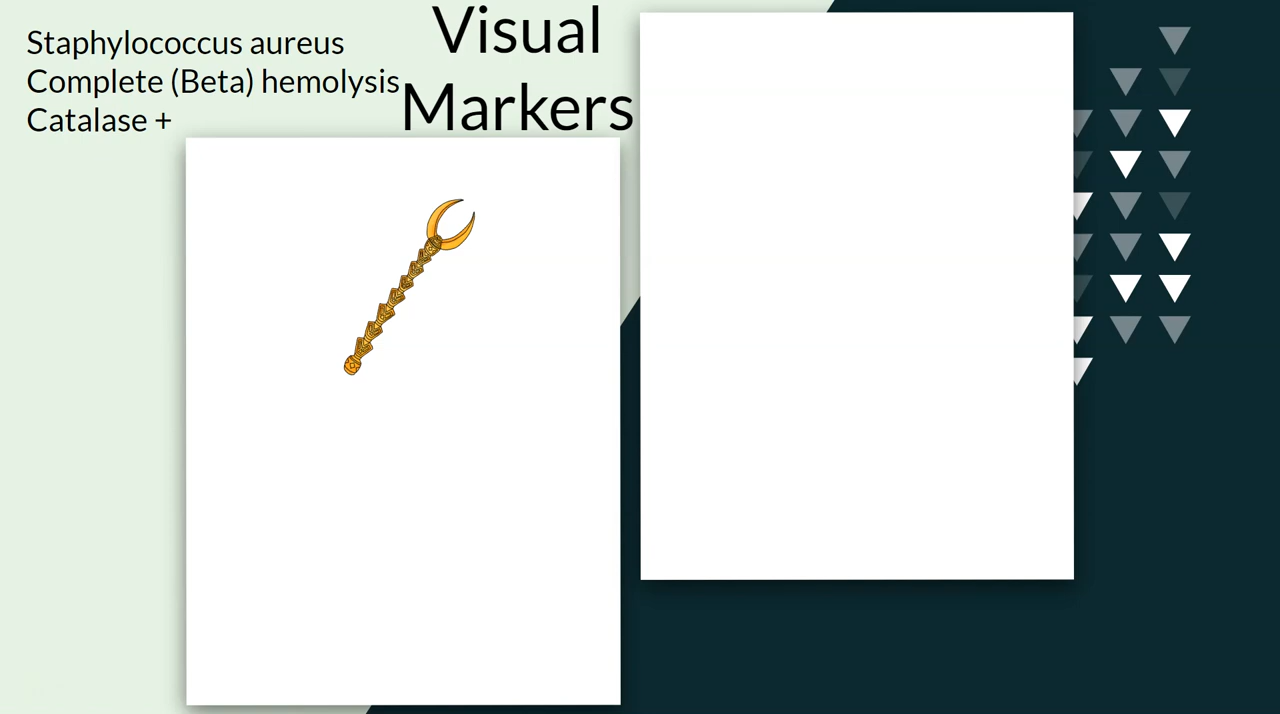 Staphylococcus aureus
Complete (Beta) hemolysis
Catalase +
Visual
Markers